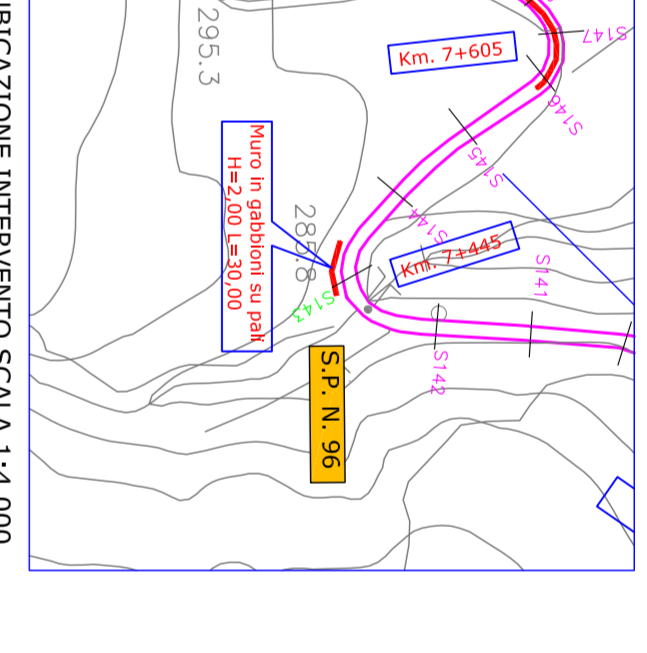 295.3
Km. 7+605
S147
S146
S145
S144
Muro in gabbioni su pali
H=2,00 L=30,00
285.8
Km. 7+445
S141
S143
S142
S.P. N. 96
UBICAZIONE INTERVENTO SCALA 1:4.000